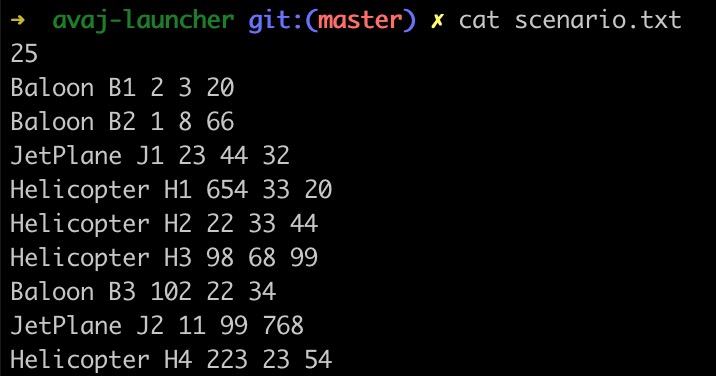 ➜ avaj-launcher git:(master) ✗ cat scenario.txt
25
Baloon B1 2 3 20
Baloon B2 1 8 66
JetPlane J1 23 44 32
Helicopter H1 654 33 20
Helicopter H2 22 33 44
Helicopter H3 98 68 99
Baloon B3 102 22 34
JetPlane J2 11 99 768
Helicopter H4 223 23 54